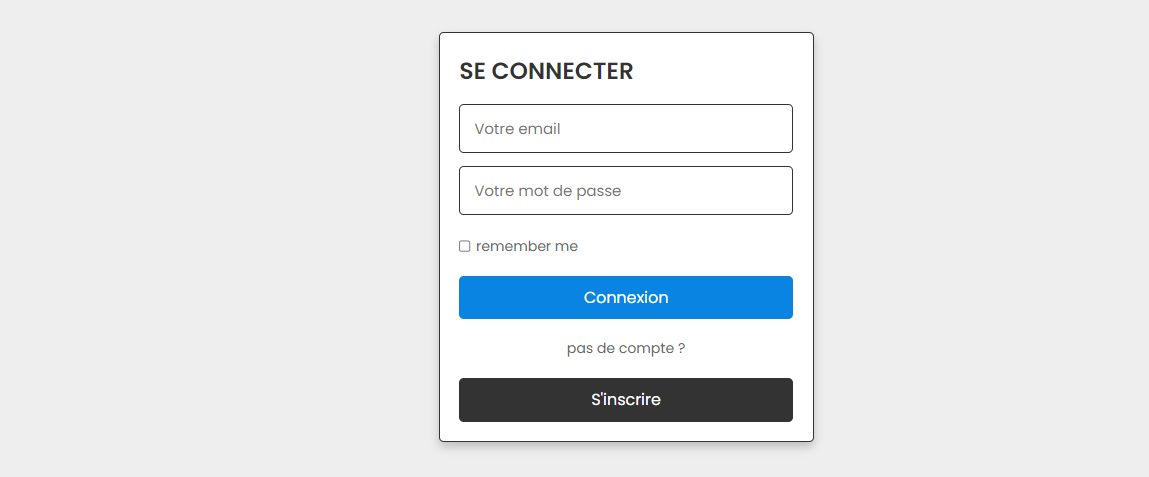 SE CONNECTER
Votre email
Votre mot de passe
remember me
Connexion
pas de compte ?
S'inscrire